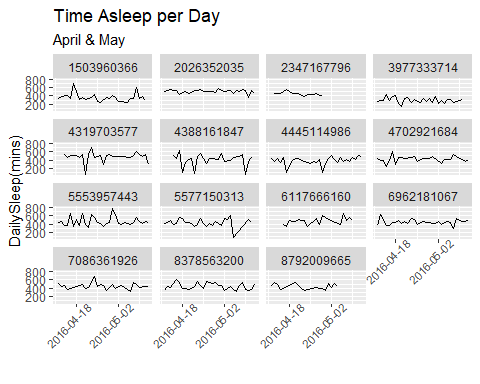 Time Asleep per Day
April & May
1503960366 2026352035 2347167796 3977333714
800
600
400
200
4319703577 4388161847 4445114986 4702921684
800
600
400
200
5553957443 5577150313 6117666160 6962181067
800
600
400
200
7086361926 8378563200 8792009665
800
600
400
200
2016-04-18 2016-05-02 2016-04-18 2016-05-02 2016-04-18 2016-05-02 2016-04-18 2016-05-02
DailySleep(mins)